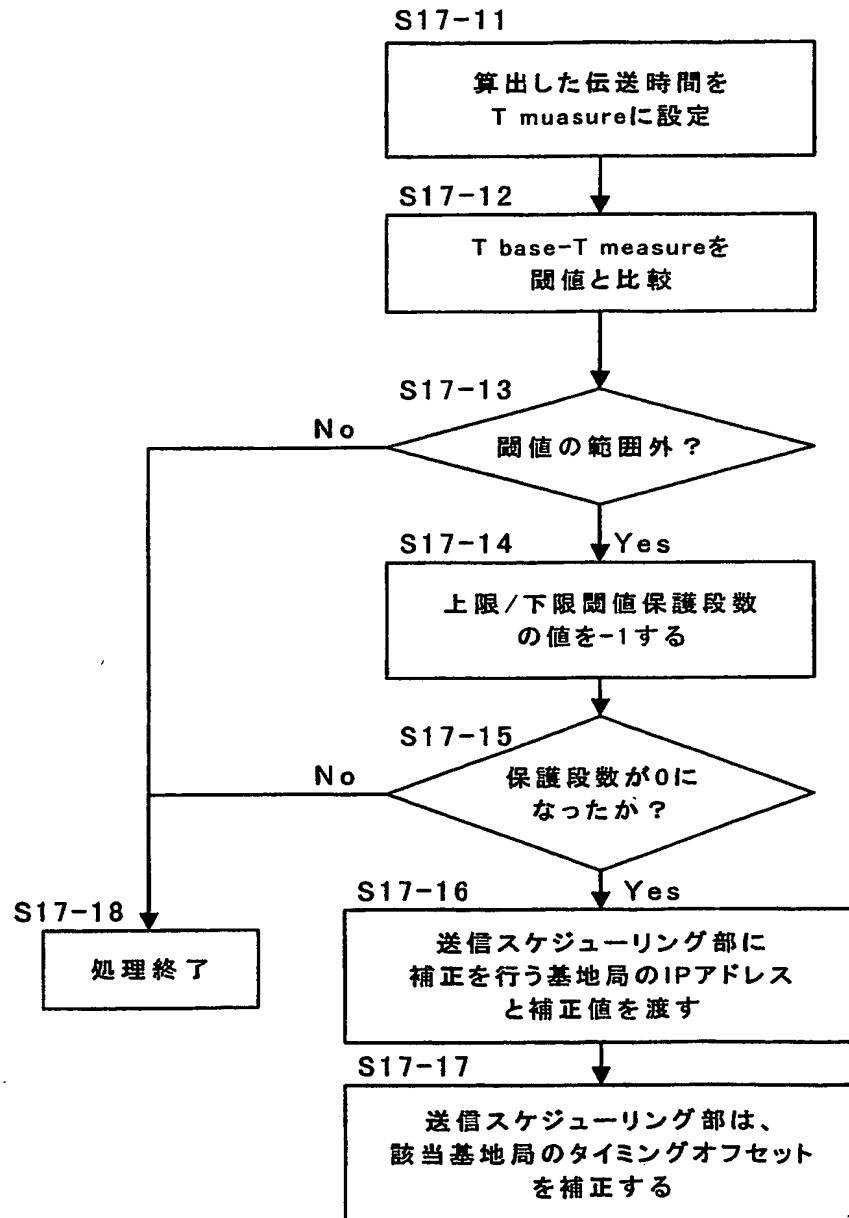 S17-11
算出した伝送時間を
T muasureに設定
S17-12
T base-T measureを
閾値と比較
S17-13
No
閾値の範囲外？
S17-14
Yes
上限/下限閾値保護段数
の値を-1する
S17-15
No
保護段数が0に
なったか？
S17-16
Yes
S17-18
処理終了
送信スケジューリング部に
補正を行う基地局のIPアドレス
と補正値を渡す
S17-17
送信スケジューリング部は、
該当基地局のタイミングオフセット
を補正する